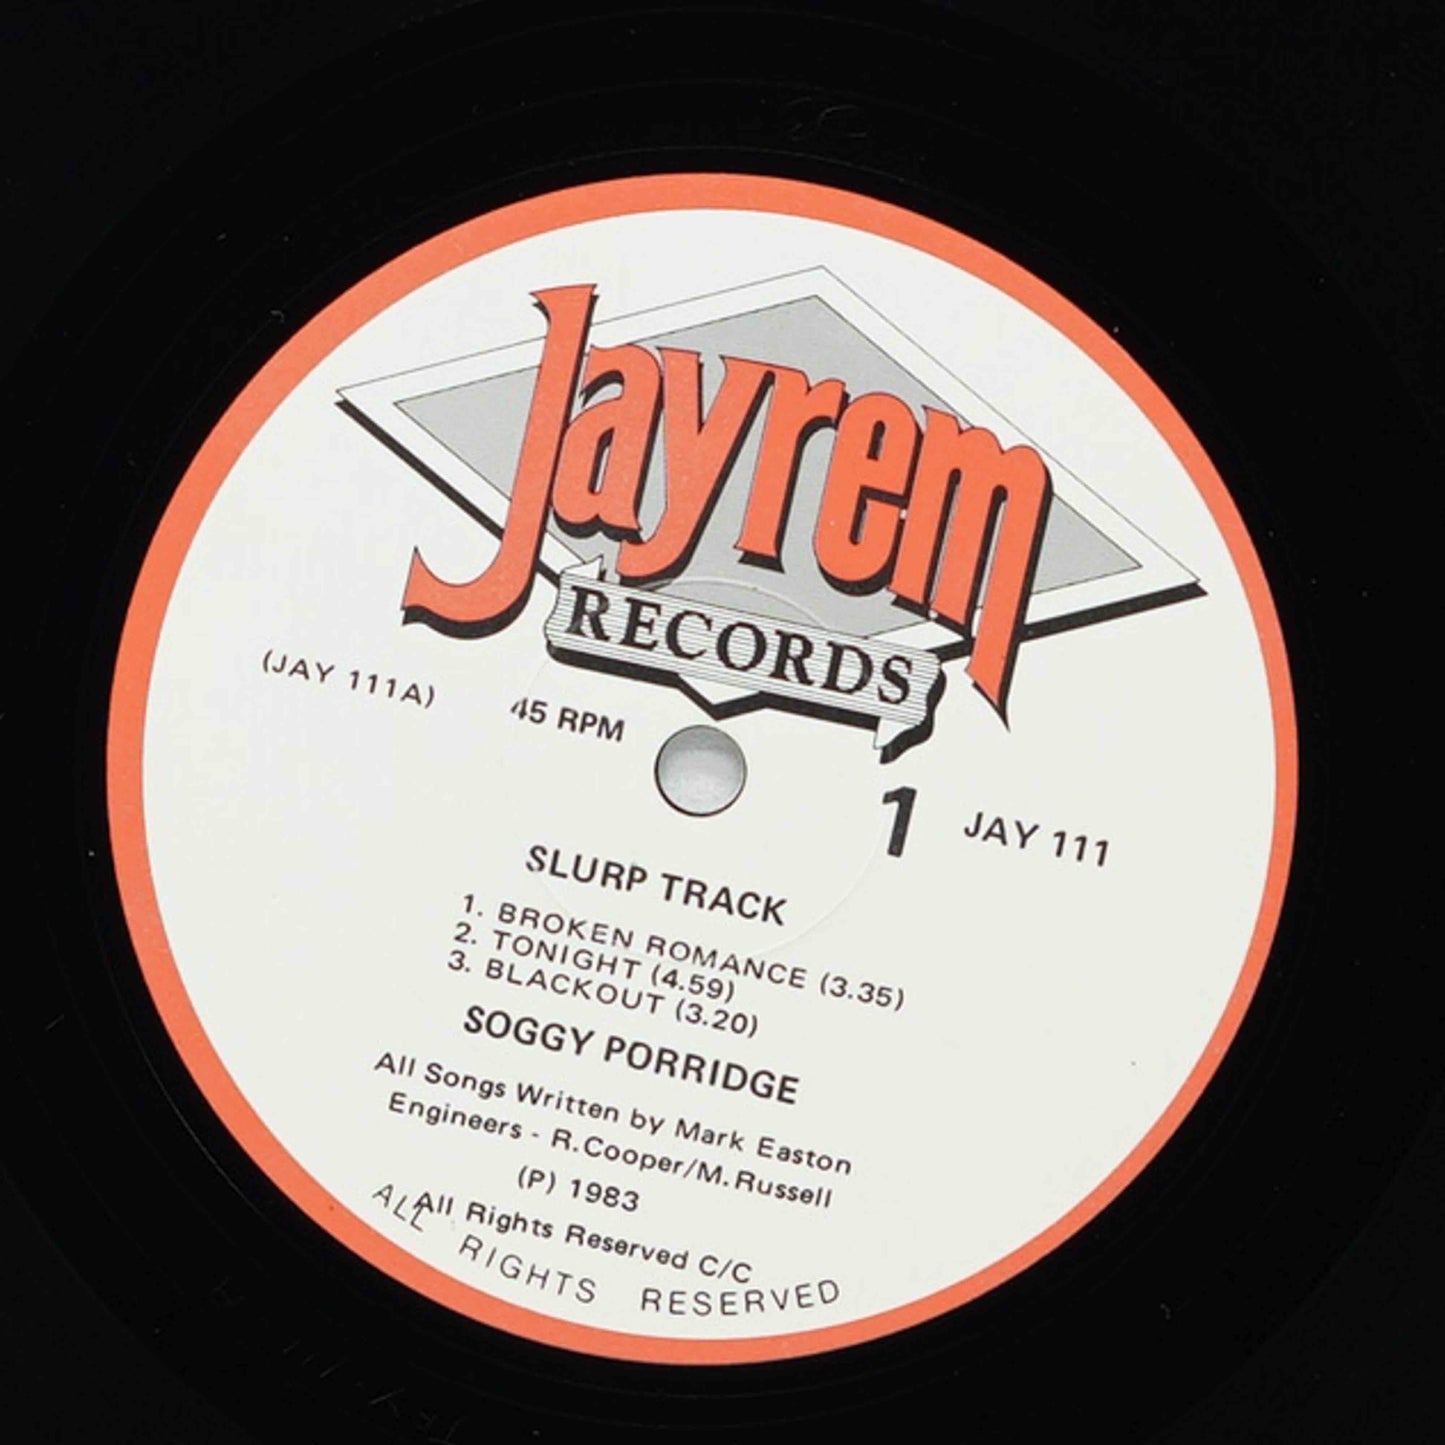 Jayrem
RECORDS
(JAY 111A)
45 RPM
1
JAY 111
SLURP TRACK
1. BROKEN ROMANCE (3.35)
2. TONIGHT (4.59)
3. BLACKOUT (3.20)
SOGGY PORRIDGE
All Songs Written by Mark Easton
Engineers - R.Cooper/M.Russell
(P) 1983
All Rights Reserved C/C
ALL RIGHTS RESERVED